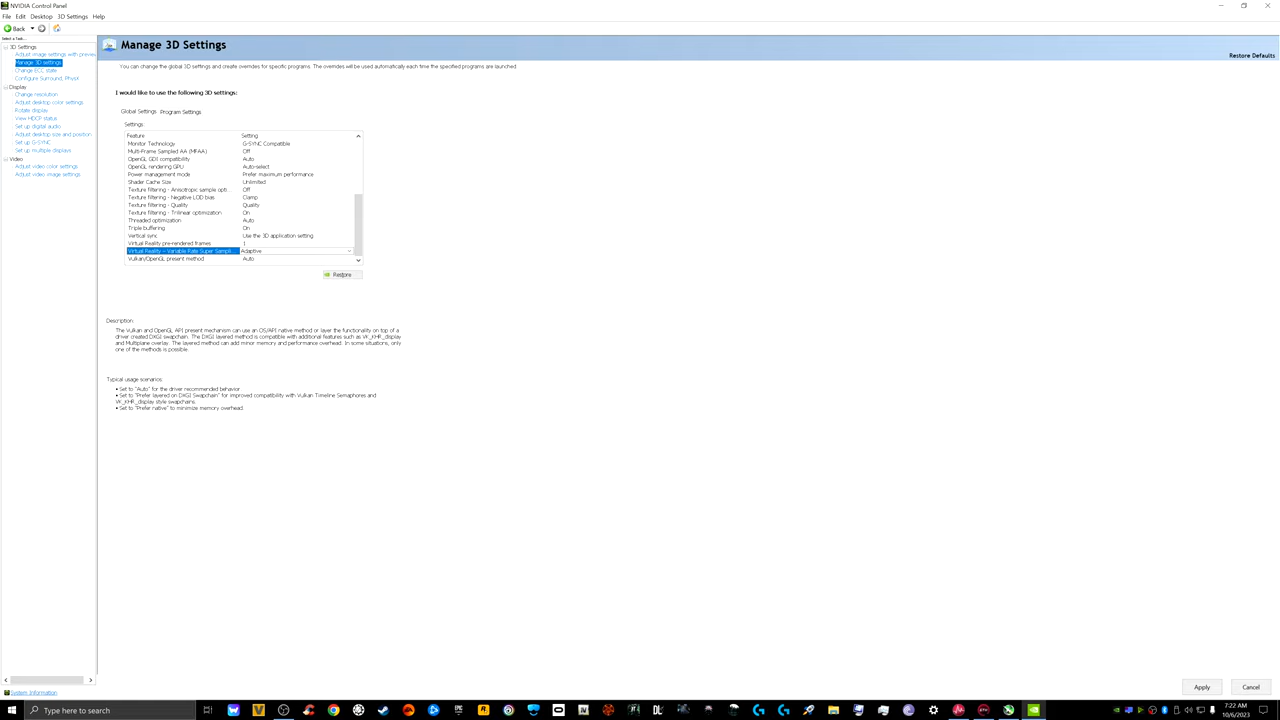 NVIDIA Control Panel
File Edit Desktop 3D Settings Help
Back
Select a Task...
3D Settings
Adjust image settings with preview
Manage 3D settings
Change ECC state
Configure Surround, PhysX
Display
Change resolution
Adjust desktop color settings
Rotate display
View HDCP status
Set up digital audio
Adjust desktop size and position
Set up G-SYNC
Set up multiple displays
Video
Adjust video color settings
Adjust video image settings
System Information
Manage 3D Settings
Restore Defaults
You can change the global 3D settings and create overrides for specific programs. The overrides will be used automatically each time the specified programs are launched.
I would like to use the following 3D settings:
Global Settings Program Settings
Settings:
Feature Setting
Monitor Technology G-SYNC Compatible
Multi-Frame Sampled AA (MFAA) Off
OpenGL GDI compatibility Auto
OpenGL rendering GPU Auto-select
Power management mode Prefer maximum performance
Shader Cache Size Unlimited
Texture filtering - Anisotropic sample opti... Off
Texture filtering - Negative LOD bias Clamp
Texture filtering - Quality Quality
Texture filtering - Trilinear optimization On
Threaded optimization Auto
Triple buffering On
Vertical sync Use the 3D application setting
Virtual Reality pre-rendered frames 1
Virtual Reality – Variable Rate Super Sampli... Adaptive
Vulkan/OpenGL present method Auto
Restore
Description:
The Vulkan and OpenGL API present mechanism can use an OS/API native method or layer the functionality on top of a
driver created DXGI swapchain. The DXGI layered method is compatible with additional features such as VK_KHR_display
and Multiplane overlay. The layered method can add minor memory and performance overhead. In some situations, only
one of the methods is possible.
Typical usage scenarios:
• Set to "Auto" for the driver recommended behavior
• Set to "Prefer layered on DXGI Swapchain" for improved compatibility with Vulkan Timeline Semaphores and
VK_KHR_display style swapchains.
• Set to "Prefer native" to minimize memory overhead.
Apply Cancel
Type here to search
7:22 AM
10/6/2023